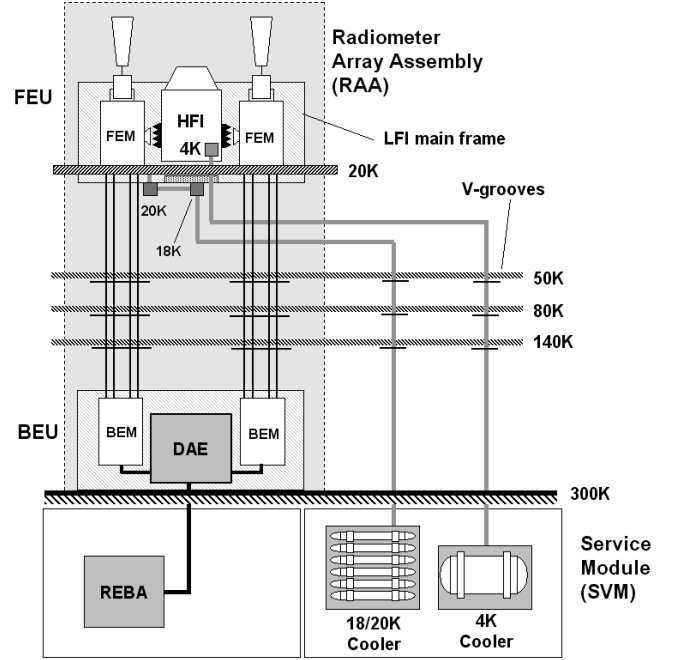 Radiometer
Array Assembly
(RAA)
FEU
HFI
FEM
FEM
4K
LFI main frame
20K
V-grooves
20K
18K
50K
80K
140K
BEU
BEM
BEM
DAE
300K
REBA
Service
Module
(SVM)
18/20K
Cooler
4K
Cooler